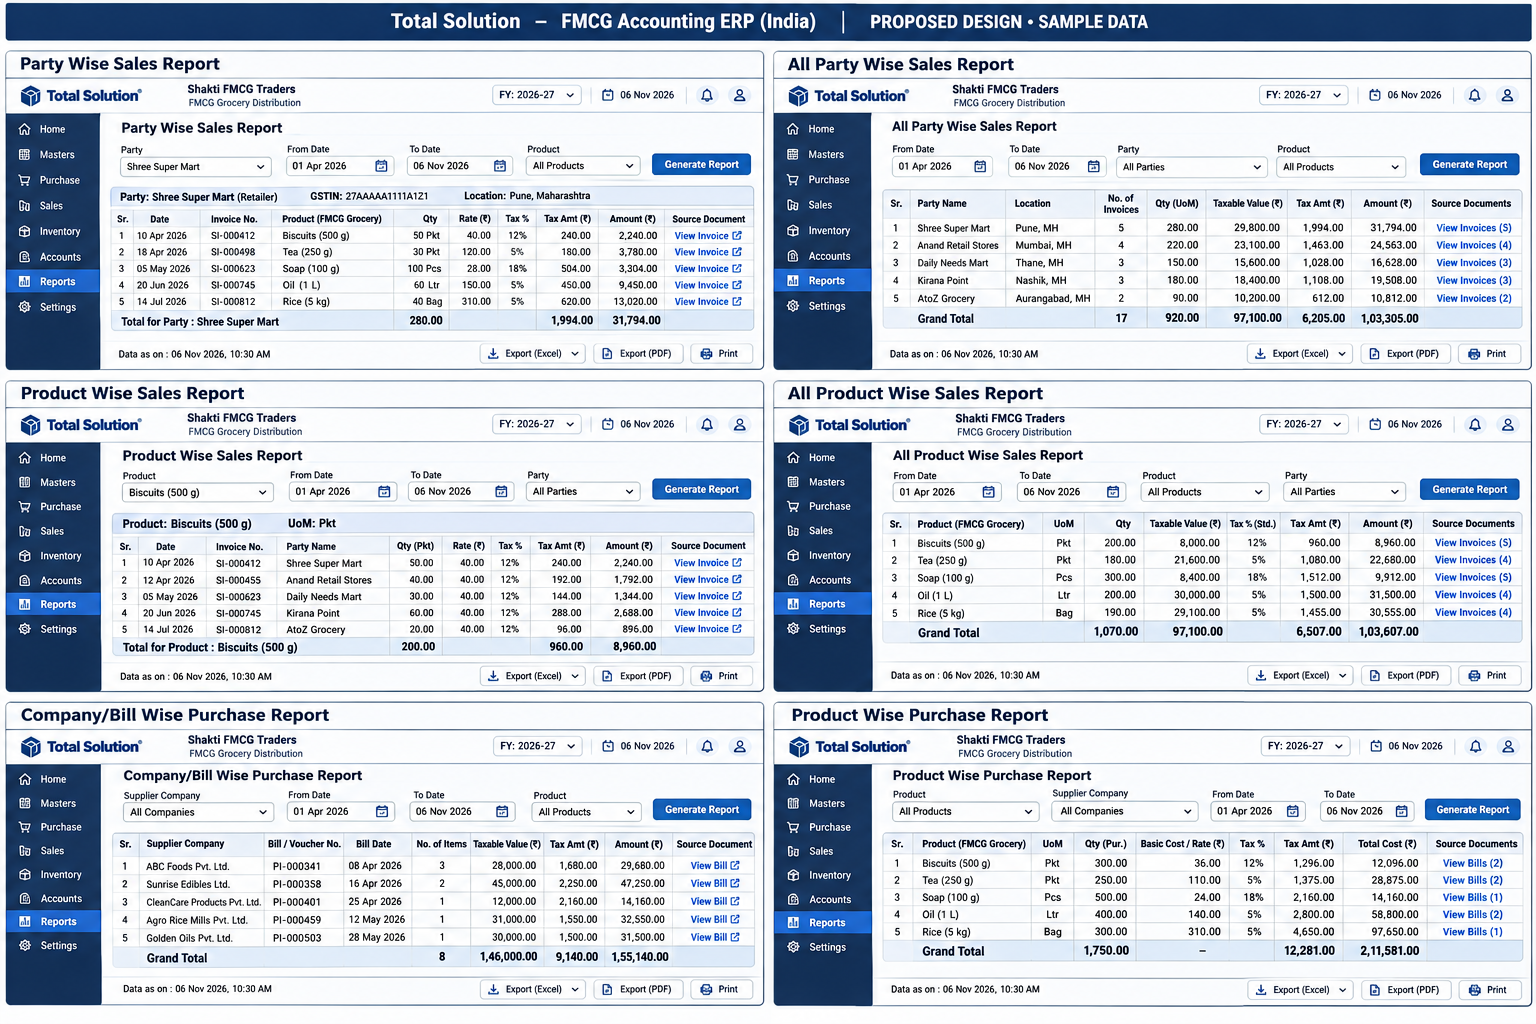 Total Solution – FMCG Accounting ERP (India) | PROPOSED DESIGN • SAMPLE DATA
Party Wise Sales Report
Total Solution®
Shakti FMCG Traders
FMCG Grocery Distribution
FY: 2026-27
06 Nov 2026
Home
Masters
Purchase
Sales
Inventory
Accounts
Reports
Settings
Party Wise Sales Report
Party From Date To Date Product
Shree Super Mart 01 Apr 2026 06 Nov 2026 All Products Generate Report
Party: Shree Super Mart (Retailer) GSTIN: 27AAAAA1111A1Z1 Location: Pune, Maharashtra
Sr. Date Invoice No. Product (FMCG Grocery) Qty Rate (₹) Tax % Tax Amt (₹) Amount (₹) Source Document
1 10 Apr 2026 SI-000412 Biscuits (500 g) 50 Pkt 40.00 12% 240.00 2,240.00 View Invoice
2 18 Apr 2026 SI-000498 Tea (250 g) 30 Pkt 120.00 5% 180.00 3,780.00 View Invoice
3 05 May 2026 SI-000623 Soap (100 g) 100 Pcs 28.00 18% 504.00 3,304.00 View Invoice
4 20 Jun 2026 SI-000745 Oil (1 L) 60 Ltr 150.00 5% 450.00 9,450.00 View Invoice
5 14 Jul 2026 SI-000812 Rice (5 kg) 40 Bag 310.00 5% 620.00 13,020.00 View Invoice
Total for Party : Shree Super Mart 280.00 1,994.00 31,794.00
Data as on : 06 Nov 2026, 10:30 AM Export (Excel) Export (PDF) Print
All Party Wise Sales Report
Total Solution®
Shakti FMCG Traders
FMCG Grocery Distribution
FY: 2026-27
06 Nov 2026
Home
Masters
Purchase
Sales
Inventory
Accounts
Reports
Settings
All Party Wise Sales Report
From Date To Date Party Product
01 Apr 2026 06 Nov 2026 All Parties All Products Generate Report
Sr. Party Name Location No. of Invoices Qty (UoM) Taxable Value (₹) Tax Amt (₹) Amount (₹) Source Documents
1 Shree Super Mart Pune, MH 5 280.00 29,800.00 1,994.00 31,794.00 View Invoices (5)
2 Anand Retail Stores Mumbai, MH 4 220.00 23,100.00 1,463.00 24,563.00 View Invoices (4)
3 Daily Needs Mart Thane, MH 3 150.00 15,600.00 1,028.00 16,628.00 View Invoices (3)
4 Kirana Point Nashik, MH 3 180.00 18,400.00 1,108.00 19,508.00 View Invoices (3)
5 AtoZ Grocery Aurangabad, MH 2 90.00 10,200.00 612.00 10,812.00 View Invoices (2)
Grand Total 17 920.00 97,100.00 6,205.00 1,03,305.00
Data as on : 06 Nov 2026, 10:30 AM Export (Excel) Export (PDF) Print
Product Wise Sales Report
Total Solution®
Shakti FMCG Traders
FMCG Grocery Distribution
FY: 2026-27
06 Nov 2026
Home
Masters
Purchase
Sales
Inventory
Accounts
Reports
Settings
Product Wise Sales Report
Product From Date To Date Party
Biscuits (500 g) 01 Apr 2026 06 Nov 2026 All Parties Generate Report
Product: Biscuits (500 g) UoM: Pkt
Sr. Date Invoice No. Party Name Qty (Pkt) Rate (₹) Tax % Tax Amt (₹) Amount (₹) Source Document
1 10 Apr 2026 SI-000412 Shree Super Mart 50.00 40.00 12% 240.00 2,240.00 View Invoice
2 12 Apr 2026 SI-000455 Anand Retail Stores 40.00 40.00 12% 192.00 1,792.00 View Invoice
3 05 May 2026 SI-000623 Daily Needs Mart 30.00 40.00 12% 144.00 1,344.00 View Invoice
4 20 Jun 2026 SI-000745 Kirana Point 60.00 40.00 12% 288.00 2,688.00 View Invoice
5 14 Jul 2026 SI-000812 AtoZ Grocery 20.00 40.00 12% 96.00 896.00 View Invoice
Total for Product : Biscuits (500 g) 200.00 960.00 8,960.00
Data as on : 06 Nov 2026, 10:30 AM Export (Excel) Export (PDF) Print
All Product Wise Sales Report
Total Solution®
Shakti FMCG Traders
FMCG Grocery Distribution
FY: 2026-27
06 Nov 2026
Home
Masters
Purchase
Sales
Inventory
Accounts
Reports
Settings
All Product Wise Sales Report
From Date To Date Product Party
01 Apr 2026 06 Nov 2026 All Products All Parties Generate Report
Sr. Product (FMCG Grocery) UoM Qty Taxable Value (₹) Tax % (Std.) Tax Amt (₹) Amount (₹) Source Documents
1 Biscuits (500 g) Pkt 200.00 8,000.00 12% 960.00 8,960.00 View Invoices (5)
2 Tea (250 g) Pkt 180.00 21,600.00 5% 1,080.00 22,680.00 View Invoices (4)
3 Soap (100 g) Pcs 300.00 8,400.00 18% 1,512.00 9,912.00 View Invoices (5)
4 Oil (1 L) Ltr 200.00 30,000.00 5% 1,500.00 31,500.00 View Invoices (4)
5 Rice (5 kg) Bag 190.00 29,100.00 5% 1,455.00 30,555.00 View Invoices (4)
Grand Total 1,070.00 97,100.00 6,507.00 1,03,607.00
Data as on : 06 Nov 2026, 10:30 AM Export (Excel) Export (PDF) Print
Company/Bill Wise Purchase Report
Total Solution®
Shakti FMCG Traders
FMCG Grocery Distribution
FY: 2026-27
06 Nov 2026
Home
Masters
Purchase
Sales
Inventory
Accounts
Reports
Settings
Company/Bill Wise Purchase Report
Supplier Company From Date To Date Product
All Companies 01 Apr 2026 06 Nov 2026 All Products Generate Report
Sr. Supplier Company Bill / Voucher No. Bill Date No. of Items Taxable Value (₹) Tax Amt (₹) Amount (₹) Source Document
1 ABC Foods Pvt. Ltd. PI-000341 08 Apr 2026 3 28,000.00 1,680.00 29,680.00 View Bill
2 Sunrise Edibles Ltd. PI-000358 16 Apr 2026 2 45,000.00 2,250.00 47,250.00 View Bill
3 CleanCare Products Pvt. Ltd. PI-000401 25 Apr 2026 1 12,000.00 2,160.00 14,160.00 View Bill
4 Agro Rice Mills Pvt. Ltd. PI-000459 12 May 2026 1 31,000.00 1,550.00 32,550.00 View Bill
5 Golden Oils Pvt. Ltd. PI-000503 28 May 2026 1 30,000.00 1,500.00 31,500.00 View Bill
Grand Total 8 1,46,000.00 9,140.00 1,55,140.00
Data as on : 06 Nov 2026, 10:30 AM Export (Excel) Export (PDF) Print
Product Wise Purchase Report
Total Solution®
Shakti FMCG Traders
FMCG Grocery Distribution
FY: 2026-27
06 Nov 2026
Home
Masters
Purchase
Sales
Inventory
Accounts
Reports
Settings
Product Wise Purchase Report
Product Supplier Company From Date To Date
All Products All Companies 01 Apr 2026 06 Nov 2026 Generate Report
Sr. Product (FMCG Grocery) UoM Qty (Pur.) Basic Cost / Rate (₹) Tax % Tax Amt (₹) Total Cost (₹) Source Documents
1 Biscuits (500 g) Pkt 300.00 36.00 12% 1,296.00 12,096.00 View Bills (2)
2 Tea (250 g) Pkt 250.00 110.00 5% 1,375.00 28,875.00 View Bills (2)
3 Soap (100 g) Pcs 500.00 24.00 18% 2,160.00 14,160.00 View Bills (1)
4 Oil (1 L) Ltr 400.00 140.00 5% 2,800.00 58,800.00 View Bills (2)
5 Rice (5 kg) Bag 300.00 310.00 5% 4,650.00 97,650.00 View Bills (1)
Grand Total 1,750.00 – 12,281.00 2,11,581.00
Data as on : 06 Nov 2026, 10:30 AM Export (Excel) Export (PDF) Print